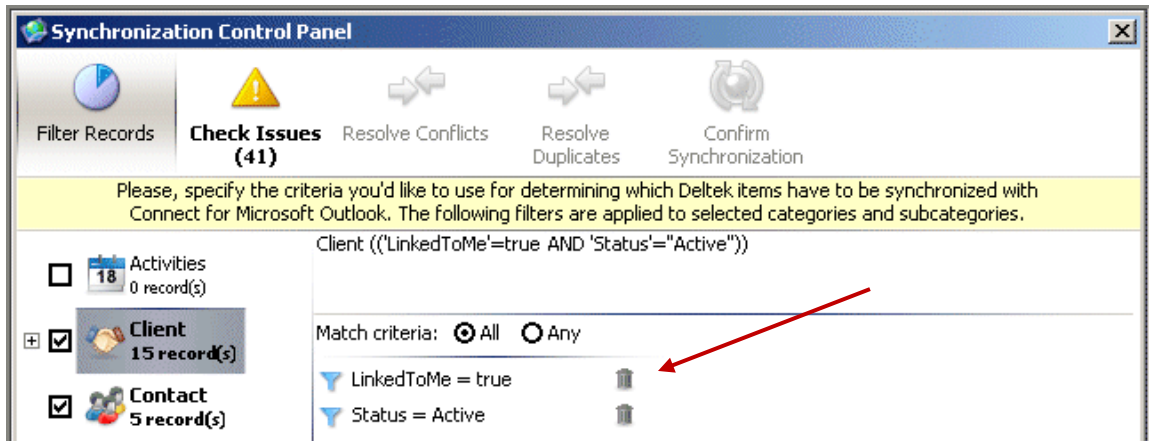 Synchronization Control Panel
Filter Records
Check Issues
(41)
Resolve Conflicts
Resolve
Duplicates
Confirm
Synchronization
Please, specify the criteria you'd like to use for determining which Deltek items have to be synchronized with
Connect for Microsoft Outlook. The following filters are applied to selected categories and subcategories.
18
Activities
0 record(s)
Client
15 record(s)
Contact
5 record(s)
Client (('LinkedToMe'=true AND 'Status'="Active"))
Match criteria: All Any
LinkedToMe = true
Status = Active